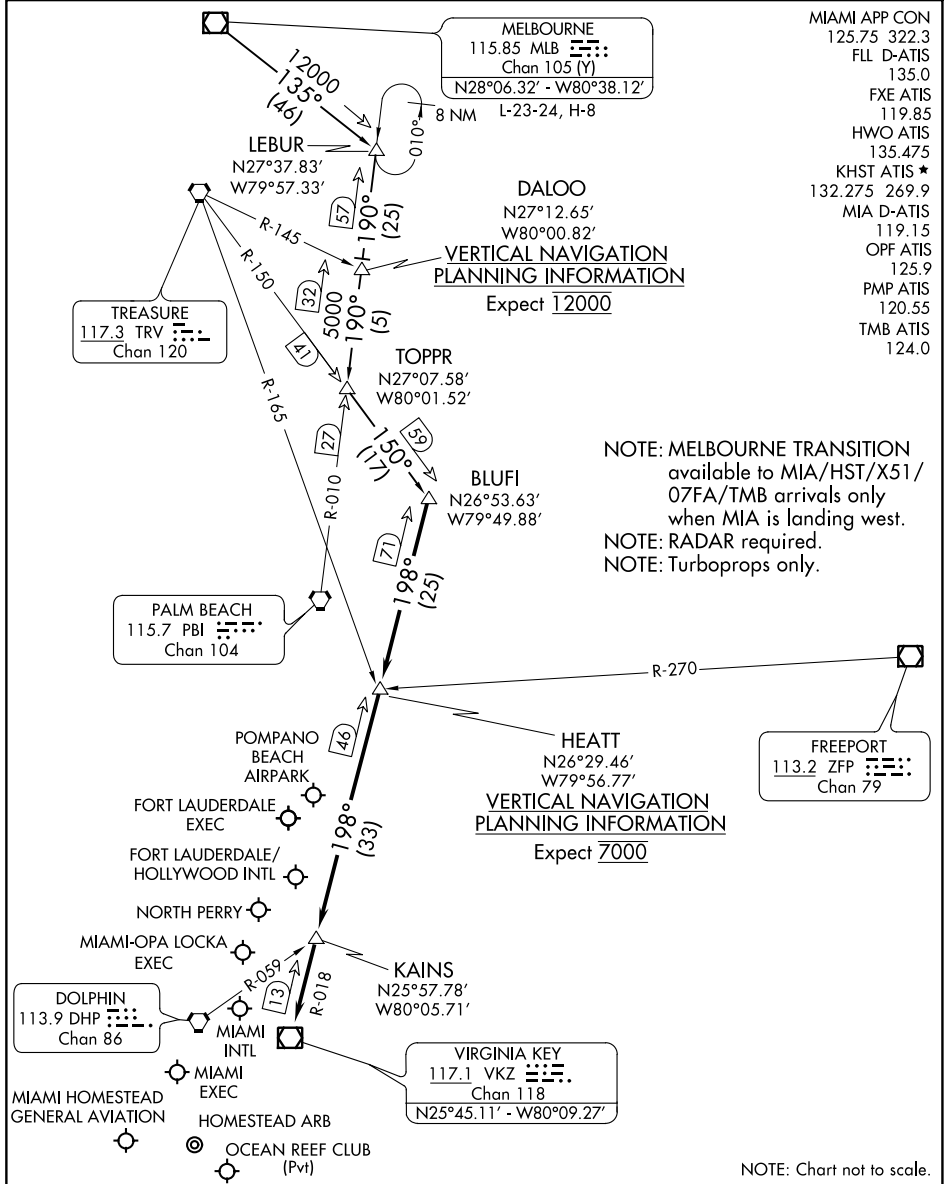 MIAMI APP CON
125.75 322.3
FLL D-ATIS
135.0
FXE ATIS
119.85
HWO ATIS
135.475
KHST ATIS ★
132.275 269.9
MIA D-ATIS
119.15
OPF ATIS
125.9
PMP ATIS
120.55
TMB ATIS
124.0
MELBOURNE
115.85 MLB
Chan 105 (Y)
N28°06.32' - W80°38.12'
L-23-24, H-8
12000
135°
(46)
8 NM
010°
LEBUR
N27°37.83'
W79°57.33'
57
190°
(25)
DALOO
N27°12.65'
W80°00.82'
VERTICAL NAVIGATION
PLANNING INFORMATION
Expect 12000
R-145
R-150
R-165
TREASURE
117.3 TRV
Chan 120
32
5000
190°
(5)
41
TOPPR
N27°07.58'
W80°01.52'
27
R-010
150°
(17)
59
BLUFI
N26°53.63'
W79°49.88'
NOTE: MELBOURNE TRANSITION
available to MIA/HST/X51/
07FA/TMB arrivals only
when MIA is landing west.
NOTE: RADAR required.
NOTE: Turboprops only.
71
198°
(25)
PALM BEACH
115.7 PBI
Chan 104
R-270
FREEPORT
113.2 ZFP
Chan 79
46
HEATT
N26°29.46'
W79°56.77'
VERTICAL NAVIGATION
PLANNING INFORMATION
Expect 7000
POMPANO
BEACH
AIRPARK
FORT LAUDERDALE
EXEC
198°
(33)
FORT LAUDERDALE/
HOLLYWOOD INTL
NORTH PERRY
MIAMI-OPA LOCKA
EXEC
R-059
13
R-018
KAINS
N25°57.78'
W80°05.71'
DOLPHIN
113.9 DHP
Chan 86
MIAMI
INTL
VIRGINIA KEY
117.1 VKZ
Chan 118
N25°45.11' - W80°09.27'
MIAMI
EXEC
MIAMI HOMESTEAD
GENERAL AVIATION
HOMESTEAD ARB
OCEAN REEF CLUB
(Pvt)
NOTE: Chart not to scale.